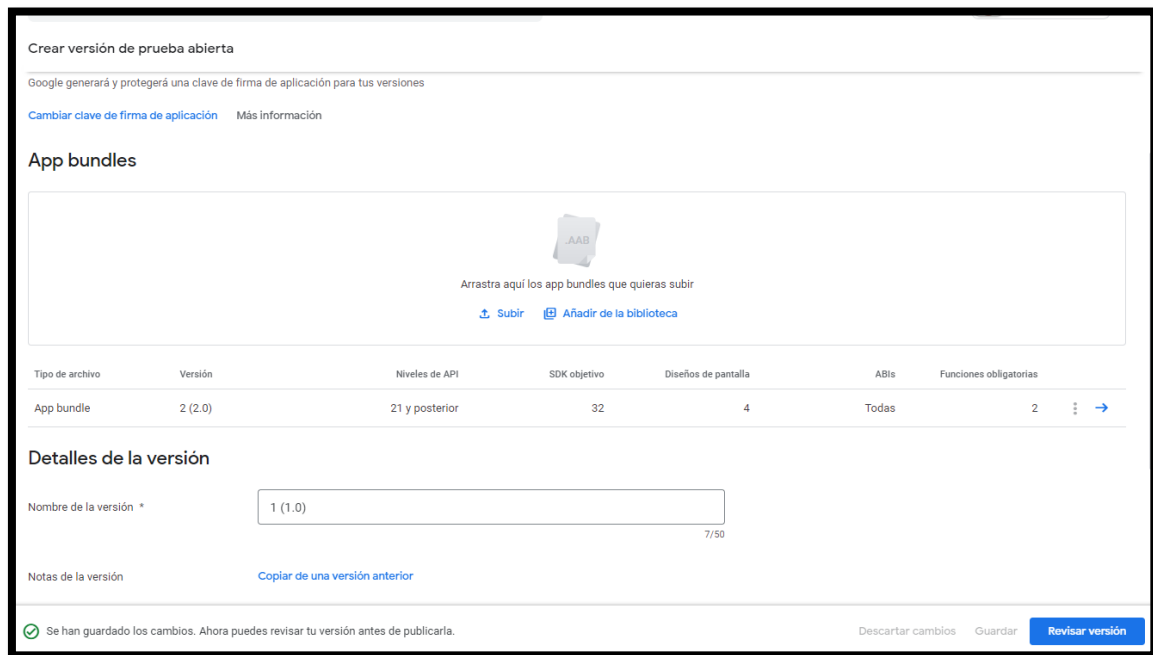 Crear versión de prueba abierta
Google generará y protegerá una clave de firma de aplicación para tus versiones
Cambiar clave de firma de aplicación Más información
App bundles
.AAB
Arrastra aquí los app bundles que quieras subir
Subir Añadir de la biblioteca
Tipo de archivo Versión Niveles de API SDK objetivo Diseños de pantalla ABIs Funciones obligatorias
App bundle 2 (2.0) 21 y posterior 32 4 Todas 2
Detalles de la versión
Nombre de la versión * 1 (1.0)
7/50
Notas de la versión Copiar de una versión anterior
Se han guardado los cambios. Ahora puedes revisar tu versión antes de publicarla. Descartar cambios Guardar Revisar versión